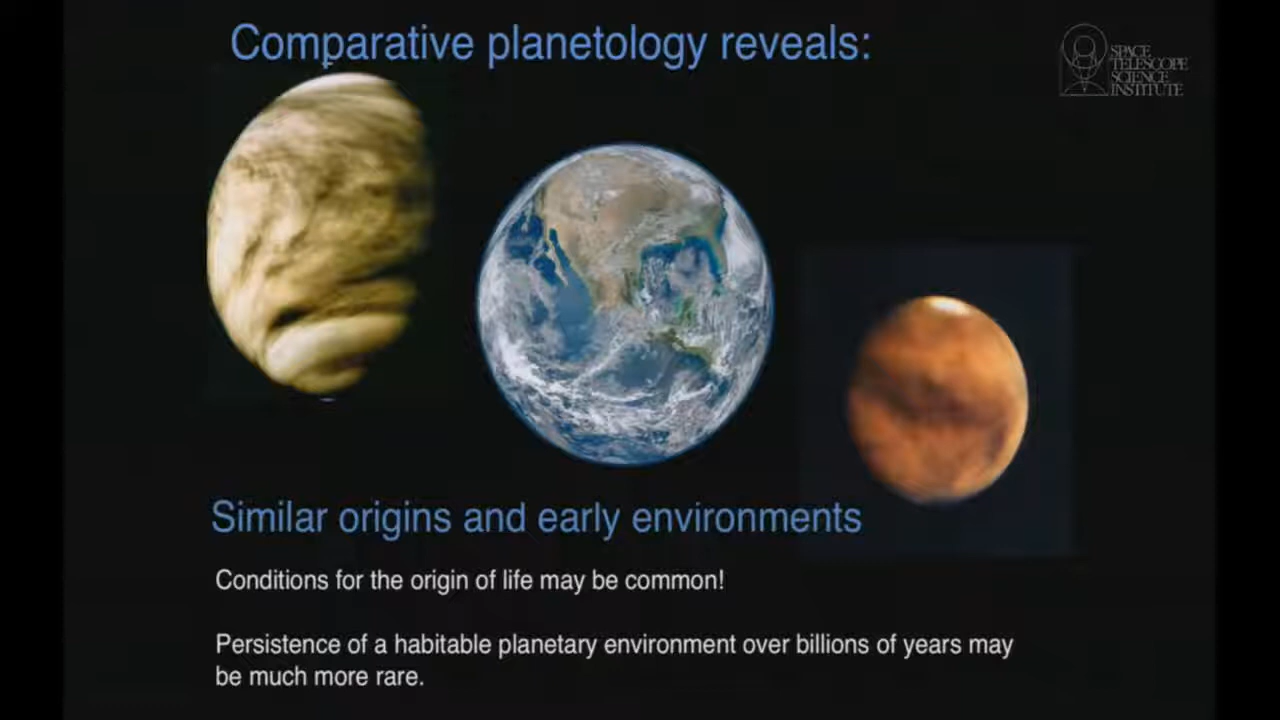 Comparative planetology reveals:
SPACE
TELESCOPE
SCIENCE
INSTITUTE
Similar origins and early environments
Conditions for the origin of life may be common!
Persistence of a habitable planetary environment over billions of years may
be much more rare.